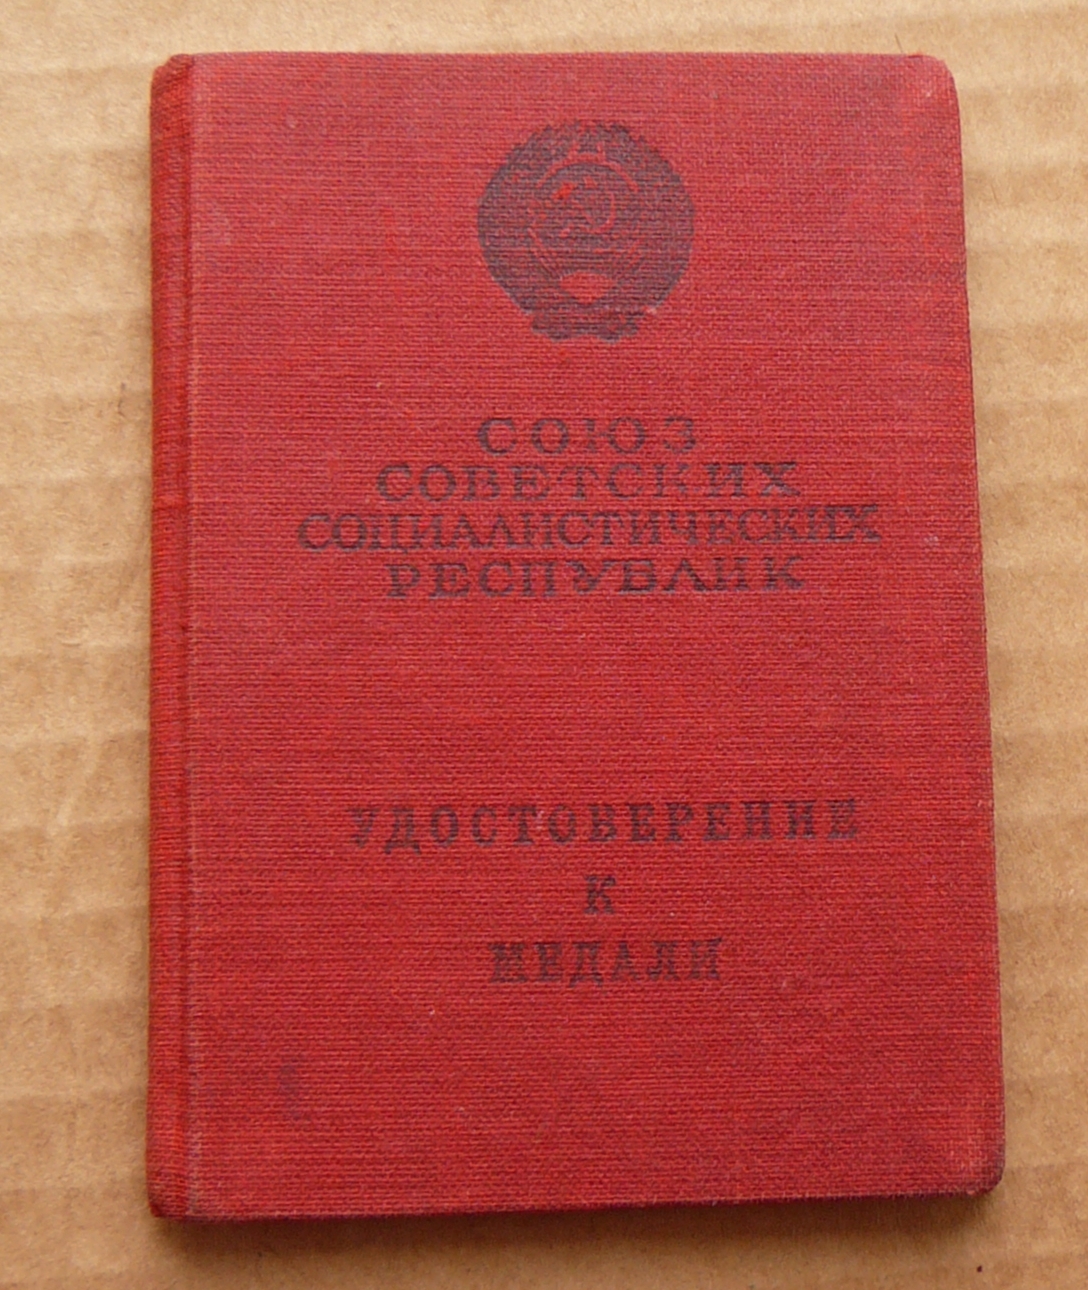 СОЮЗ
СОВЕТСКИХ
СОЦИАЛИСТИЧЕСКИХ
РЕСПУБЛИК
УДОСТОВЕРЕНИЕ
К
МЕДАЛИ